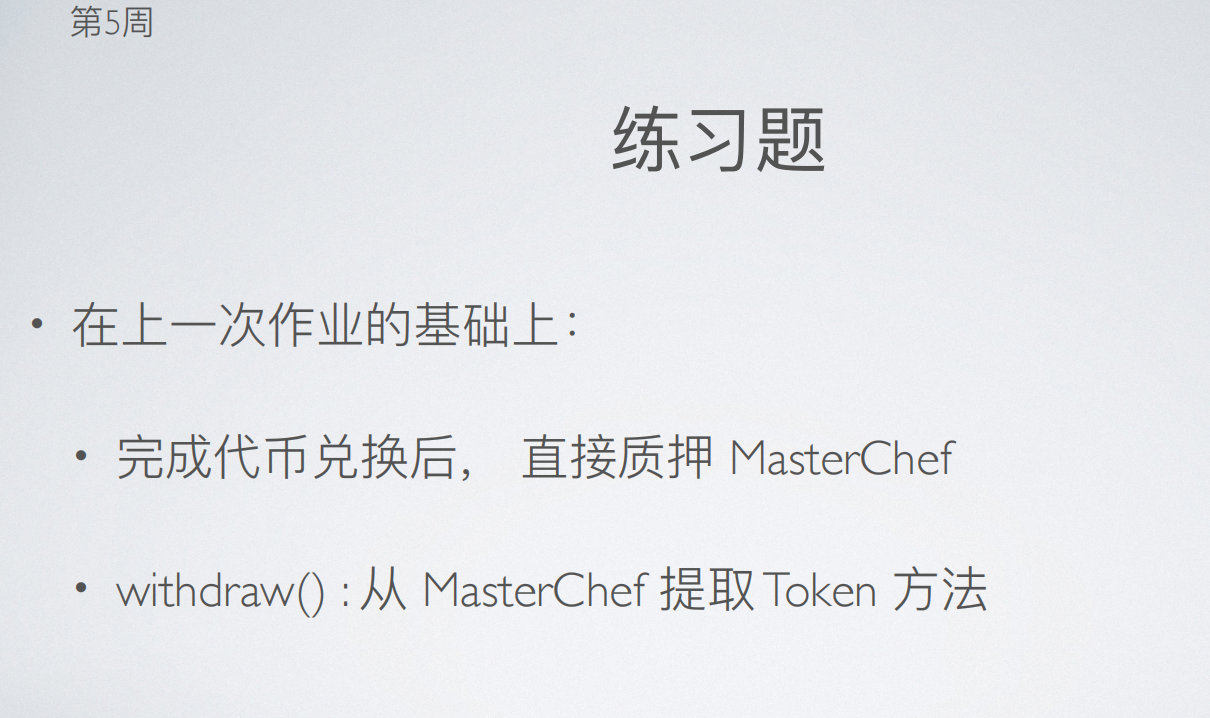 第5周
练习题
• 在上一次作业的基础上：
• 完成代币兑换后， 直接质押 MasterChef
• withdraw() : 从 MasterChef 提取 Token 方法